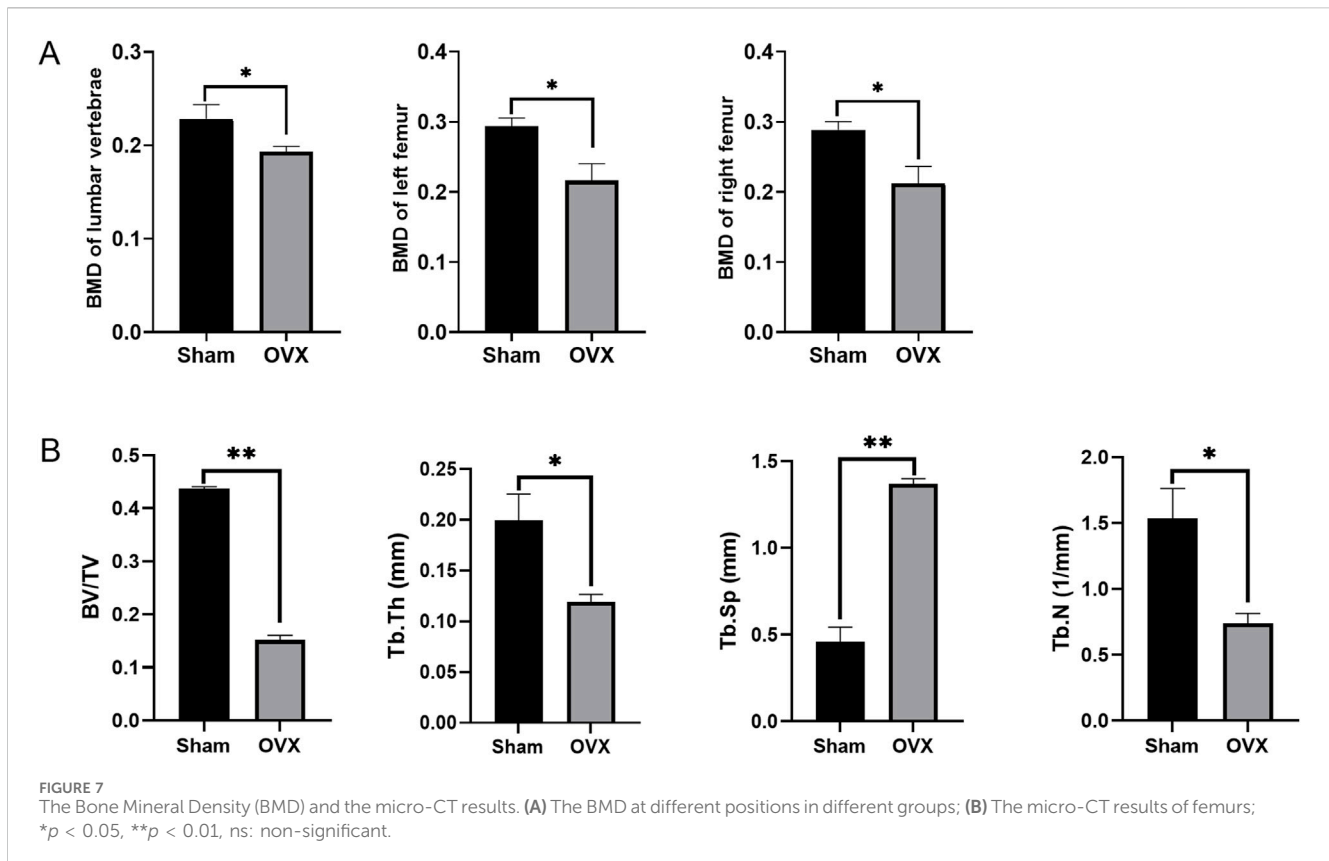 A
BMD of lumbar vertebrae
0.3
0.2
0.1
0.0
*
Sham OVX
BMD of left femur
0.4
0.3
0.2
0.1
0.0
*
Sham OVX
BMD of right femur
0.4
0.3
0.2
0.1
0.0
*
Sham OVX
B
BV/TV
0.5
0.4
0.3
0.2
0.1
0.0
**
Sham OVX
Tb.Th (mm)
0.25
0.20
0.15
0.10
0.05
0.00
*
Sham OVX
Tb.Sp (mm)
1.5
1.0
0.5
0.0
**
Sham OVX
Tb.N (1/mm)
2.0
1.5
1.0
0.5
0.0
*
Sham OVX
FIGURE 7
The Bone Mineral Density (BMD) and the micro-CT results. (A) The BMD at different positions in different groups; (B) The micro-CT results of femurs;
*p < 0.05, **p < 0.01, ns: non-significant.